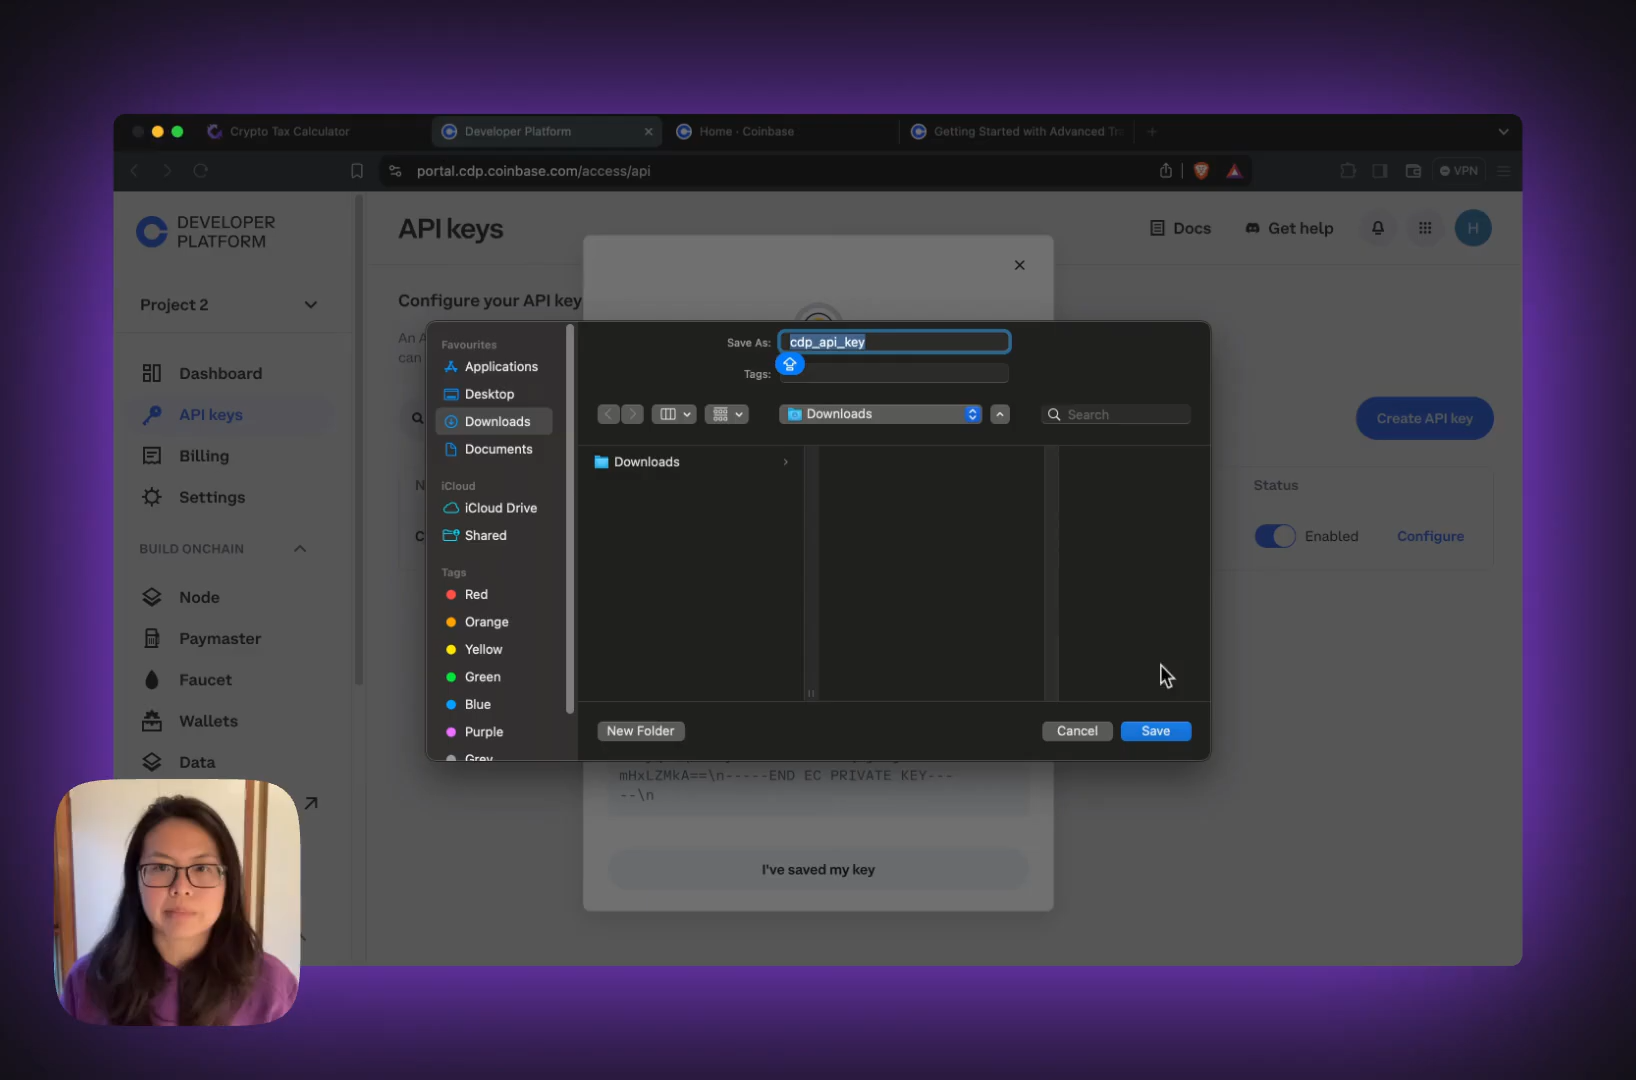 Crypto Tax Calculator
Developer Platform
Home - Coinbase
Getting Started with Advanced Tr
portal.cdp.coinbase.com/access/api
VPN
DEVELOPER
PLATFORM
API keys
Docs
Get help
H
Project 2
Configure your API key
An A
can
Dashboard
API keys
Billing
Settings
BUILD ONCHAIN
Node
Paymaster
Faucet
Wallets
Data
Create API key
Status
Enabled
Configure
Favourites
Applications
Desktop
Downloads
Documents
iCloud
iCloud Drive
Shared
Tags
Red
Orange
Yellow
Green
Blue
Purple
Grey
Save As:
cdp_api_key
Tags:
Downloads
Search
Downloads
New Folder
Cancel
Save
mHxLZMkA==\n-----END EC PRIVATE KEY---
--\n
I've saved my key